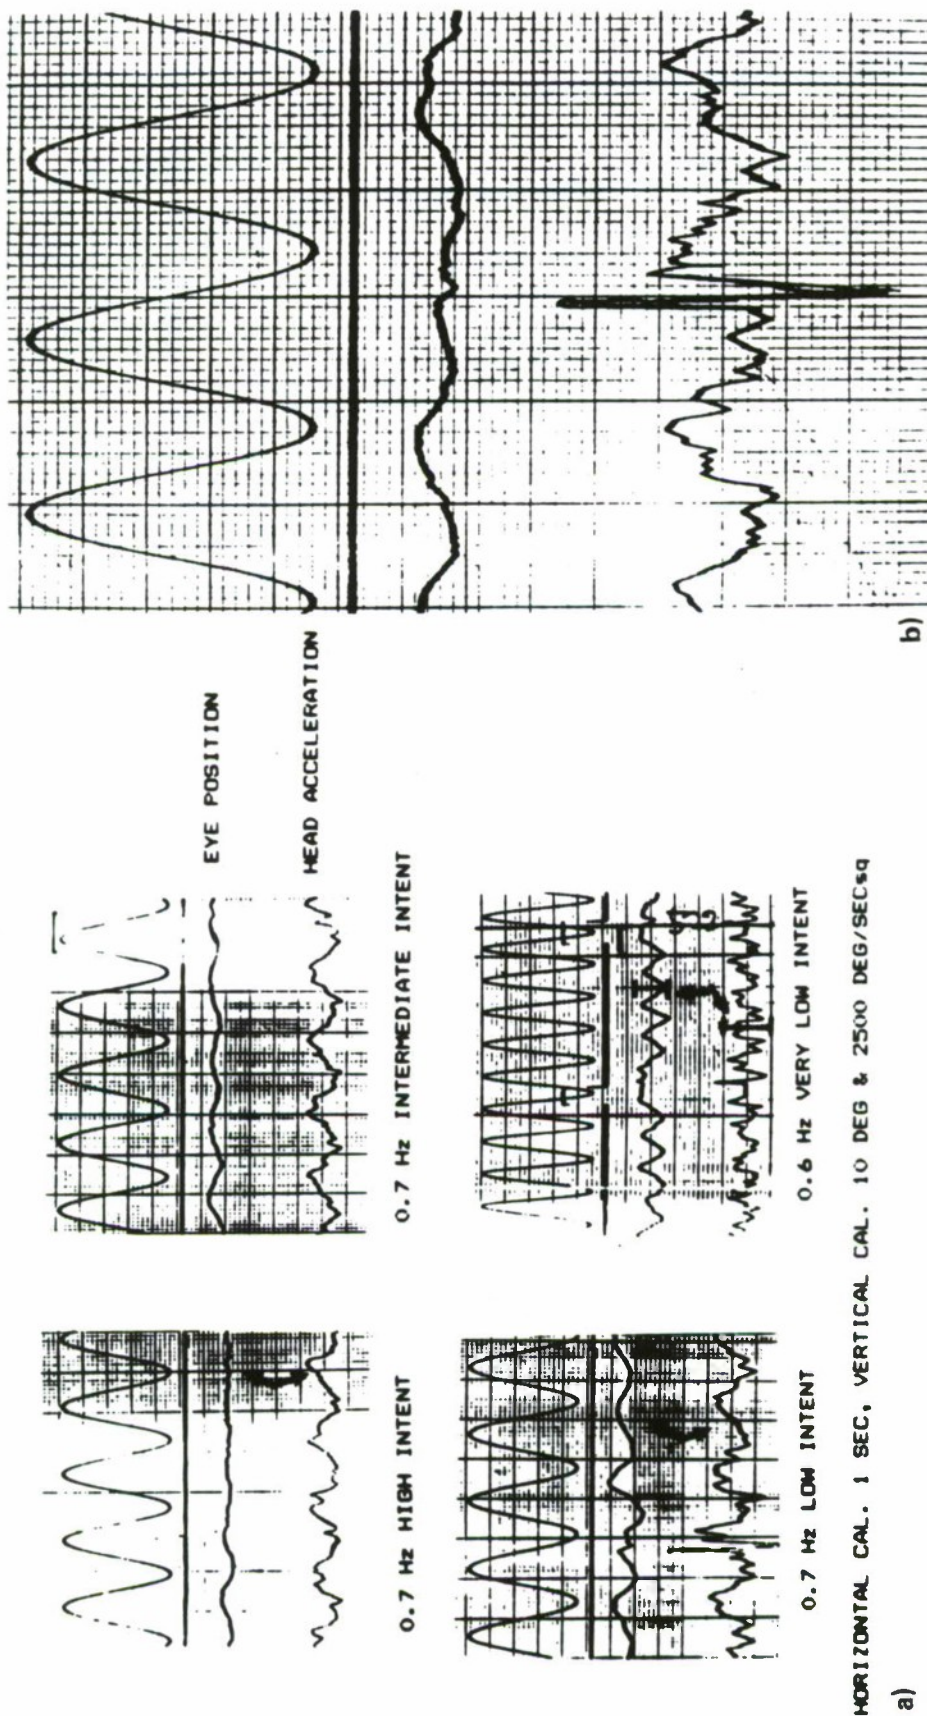 EYE POSITION
HEAD ACCELERATION
0.7 Hz HIGH INTENT
0.7 Hz INTERMEDIATE INTENT
0.7 Hz LOW INTENT
0.6 Hz VERY LOW INTENT
HORIZONTAL CAL. 1 SEC, VERTICAL CAL. 10 DEG & 2500 DEG/SECsq
a)
b)